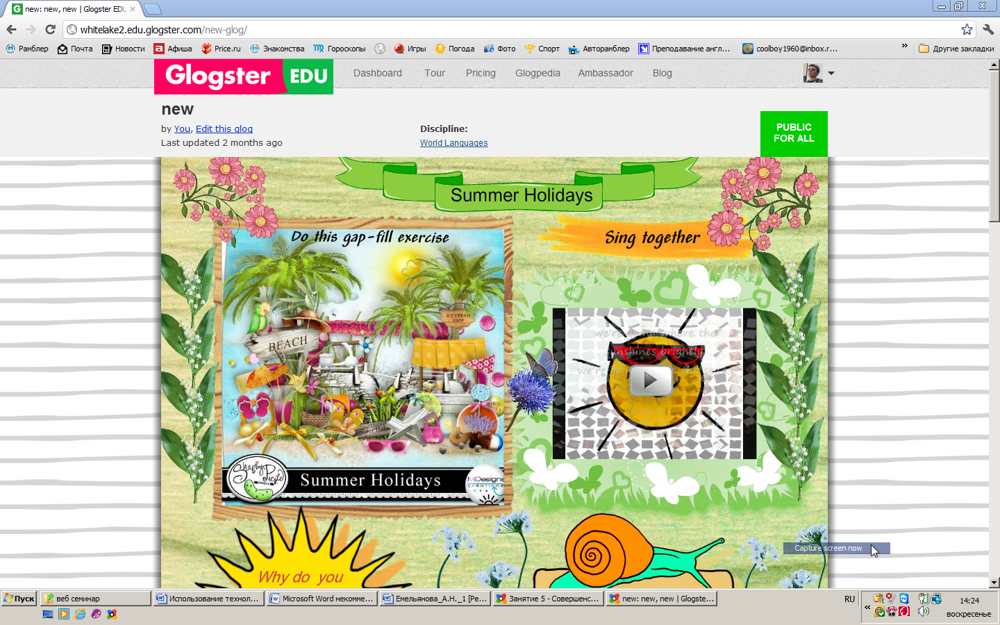 new: new, new | Glogster EDU
whitelake2.edu.glogster.com/new-glog/
Рамблер Почта Новости Афиша Price.ru Знакомства Гороскопы Игры Погода Фото Спорт Авторамблер Преподавание англ... coolboy1960@inbox.r... » Другие закладки
Glogster EDU Dashboard Tour Pricing Glogpedia Ambassador Blog
new
by You, Edit this glog
Last updated 2 months ago
Discipline:
World Languages
PUBLIC
FOR ALL
Summer Holidays
Do this gap-fill exercise
Sing together
ICE CREAM
SHOP
BEACH
we're going where the
sunshines brightly
we're going
Shabby
Pickle
designs
Summer Holidays
MDesigns
créations
Why do you
Capture screen now
Пуск веб семинар Использование технол... Microsoft Word некомме... Емельянова_А.Н._1 [Ре... Занятие 5 - Совершенс... new: new, new | Glogste... RU « 14:24
воскресенье